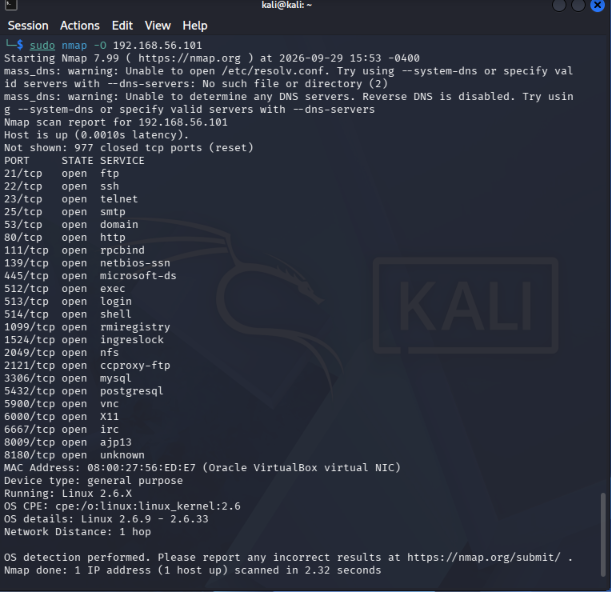 kali@kali: ~
Session Actions Edit View Help
└─$ sudo nmap -O 192.168.56.101
Starting Nmap 7.99 ( https://nmap.org ) at 2026-09-29 15:53 -0400
mass_dns: warning: Unable to open /etc/resolv.conf. Try using --system-dns or specify val
id servers with --dns-servers: No such file or directory (2)
mass_dns: warning: Unable to determine any DNS servers. Reverse DNS is disabled. Try usin
g --system-dns or specify valid servers with --dns-servers
Nmap scan report for 192.168.56.101
Host is up (0.0010s latency).
Not shown: 977 closed tcp ports (reset)
PORT     STATE SERVICE
21/tcp   open  ftp
22/tcp   open  ssh
23/tcp   open  telnet
25/tcp   open  smtp
53/tcp   open  domain
80/tcp   open  http
111/tcp  open  rpcbind
139/tcp  open  netbios-ssn
445/tcp  open  microsoft-ds
512/tcp  open  exec
513/tcp  open  login
514/tcp  open  shell
1099/tcp open  rmiregistry
1524/tcp open  ingreslock
2049/tcp open  nfs
2121/tcp open  ccproxy-ftp
3306/tcp open  mysql
5432/tcp open  postgresql
5900/tcp open  vnc
6000/tcp open  X11
6667/tcp open  irc
8009/tcp open  ajp13
8180/tcp open  unknown
MAC Address: 08:00:27:56:ED:E7 (Oracle VirtualBox virtual NIC)
Device type: general purpose
Running: Linux 2.6.X
OS CPE: cpe:/o:linux:linux_kernel:2.6
OS details: Linux 2.6.9 - 2.6.33
Network Distance: 1 hop
OS detection performed. Please report any incorrect results at https://nmap.org/submit/ .
Nmap done: 1 IP address (1 host up) scanned in 2.32 seconds
KALI